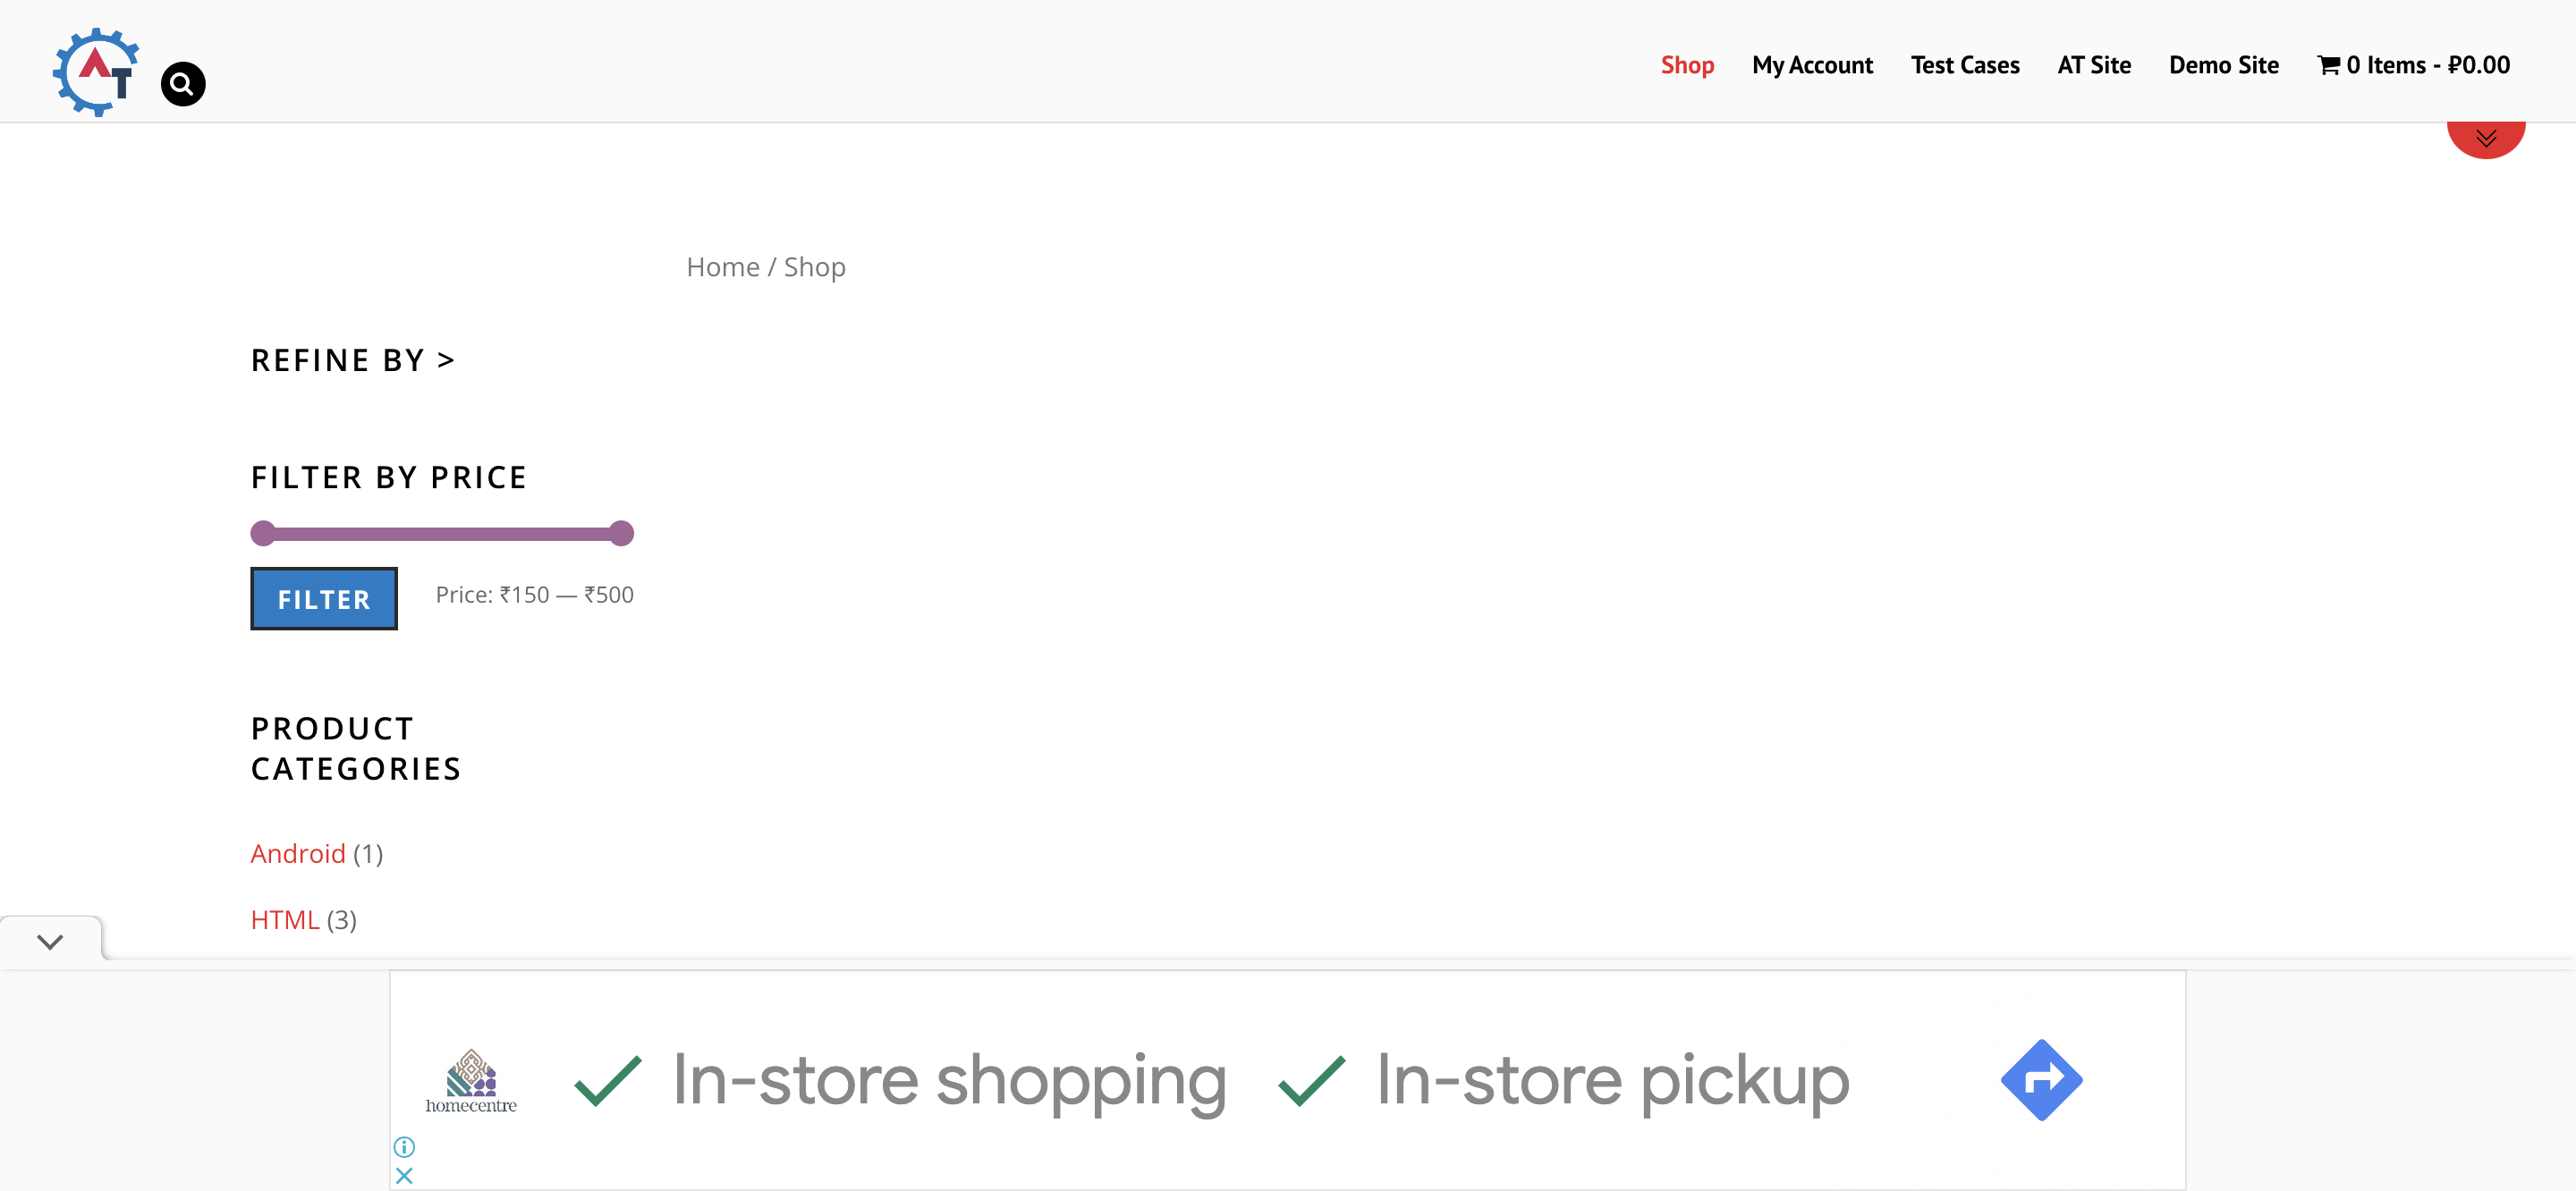 AT
Shop My Account Test Cases AT Site Demo Site 0 Items - ₽0.00
Home / Shop
REFINE BY >
FILTER BY PRICE
FILTER Price: ₹150 — ₹500
PRODUCT
CATEGORIES
Android (1)
HTML (3)
homecentre In-store shopping In-store pickup